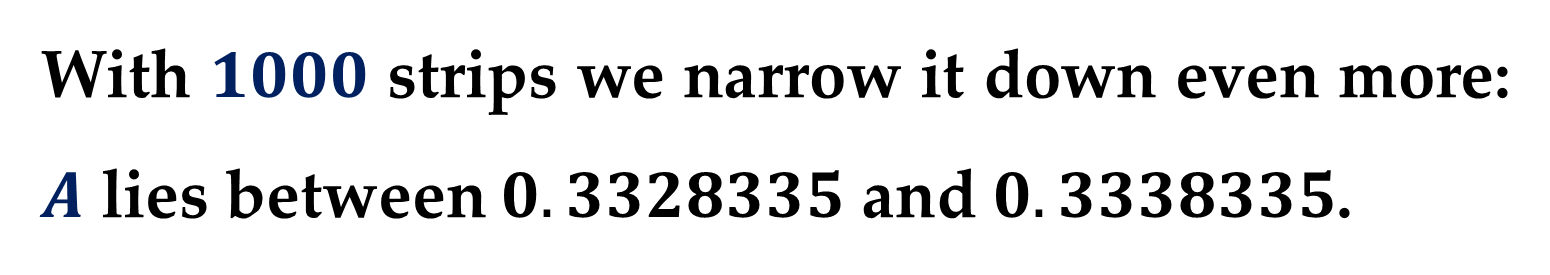 With 1000 strips we narrow it down even more:
A lies between 0.3328335 and 0.3338335.